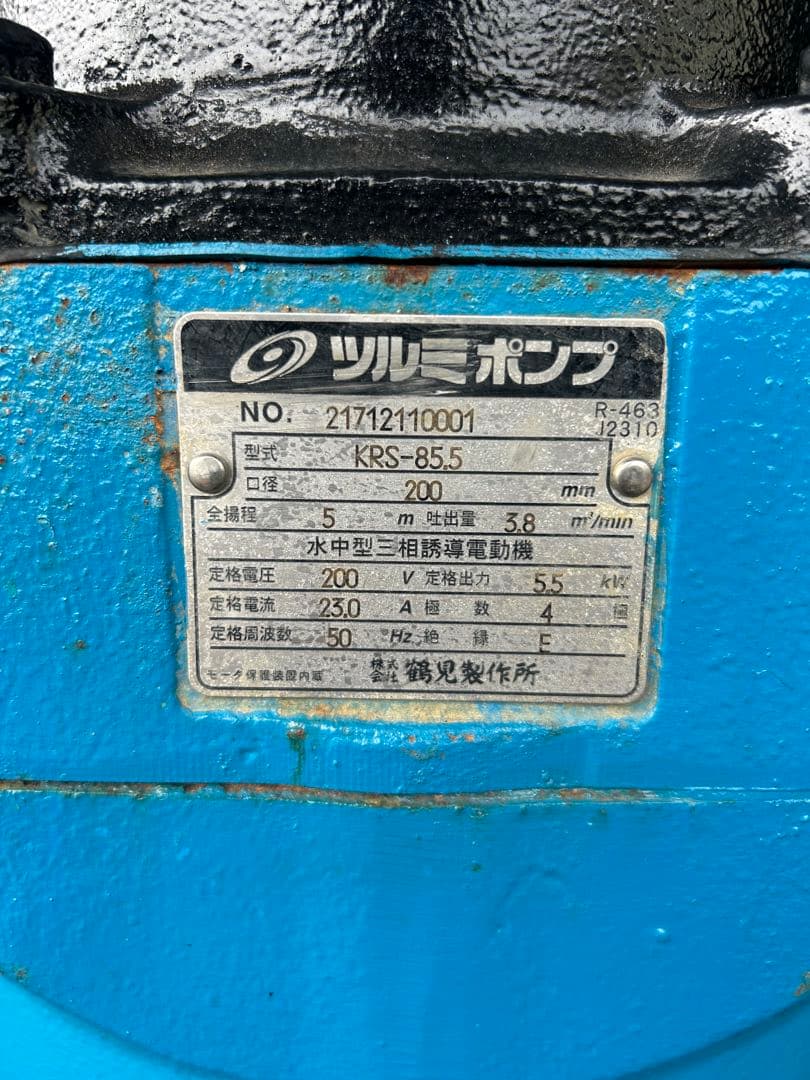 ツルミポンプ
NO. 21712110001
R-463
J2310
型式 KRS-85.5
口径 200 mm
全揚程 5 m 吐出量 3.8 m³/min
水中型三相誘導電動機
定格電圧 200 V 定格出力 5.5 kW
定格電流 23.0 A 極数 4 極
定格周波数 50 Hz 絶縁 E
モータ保護装置内蔵 株式会社 鶴見製作所